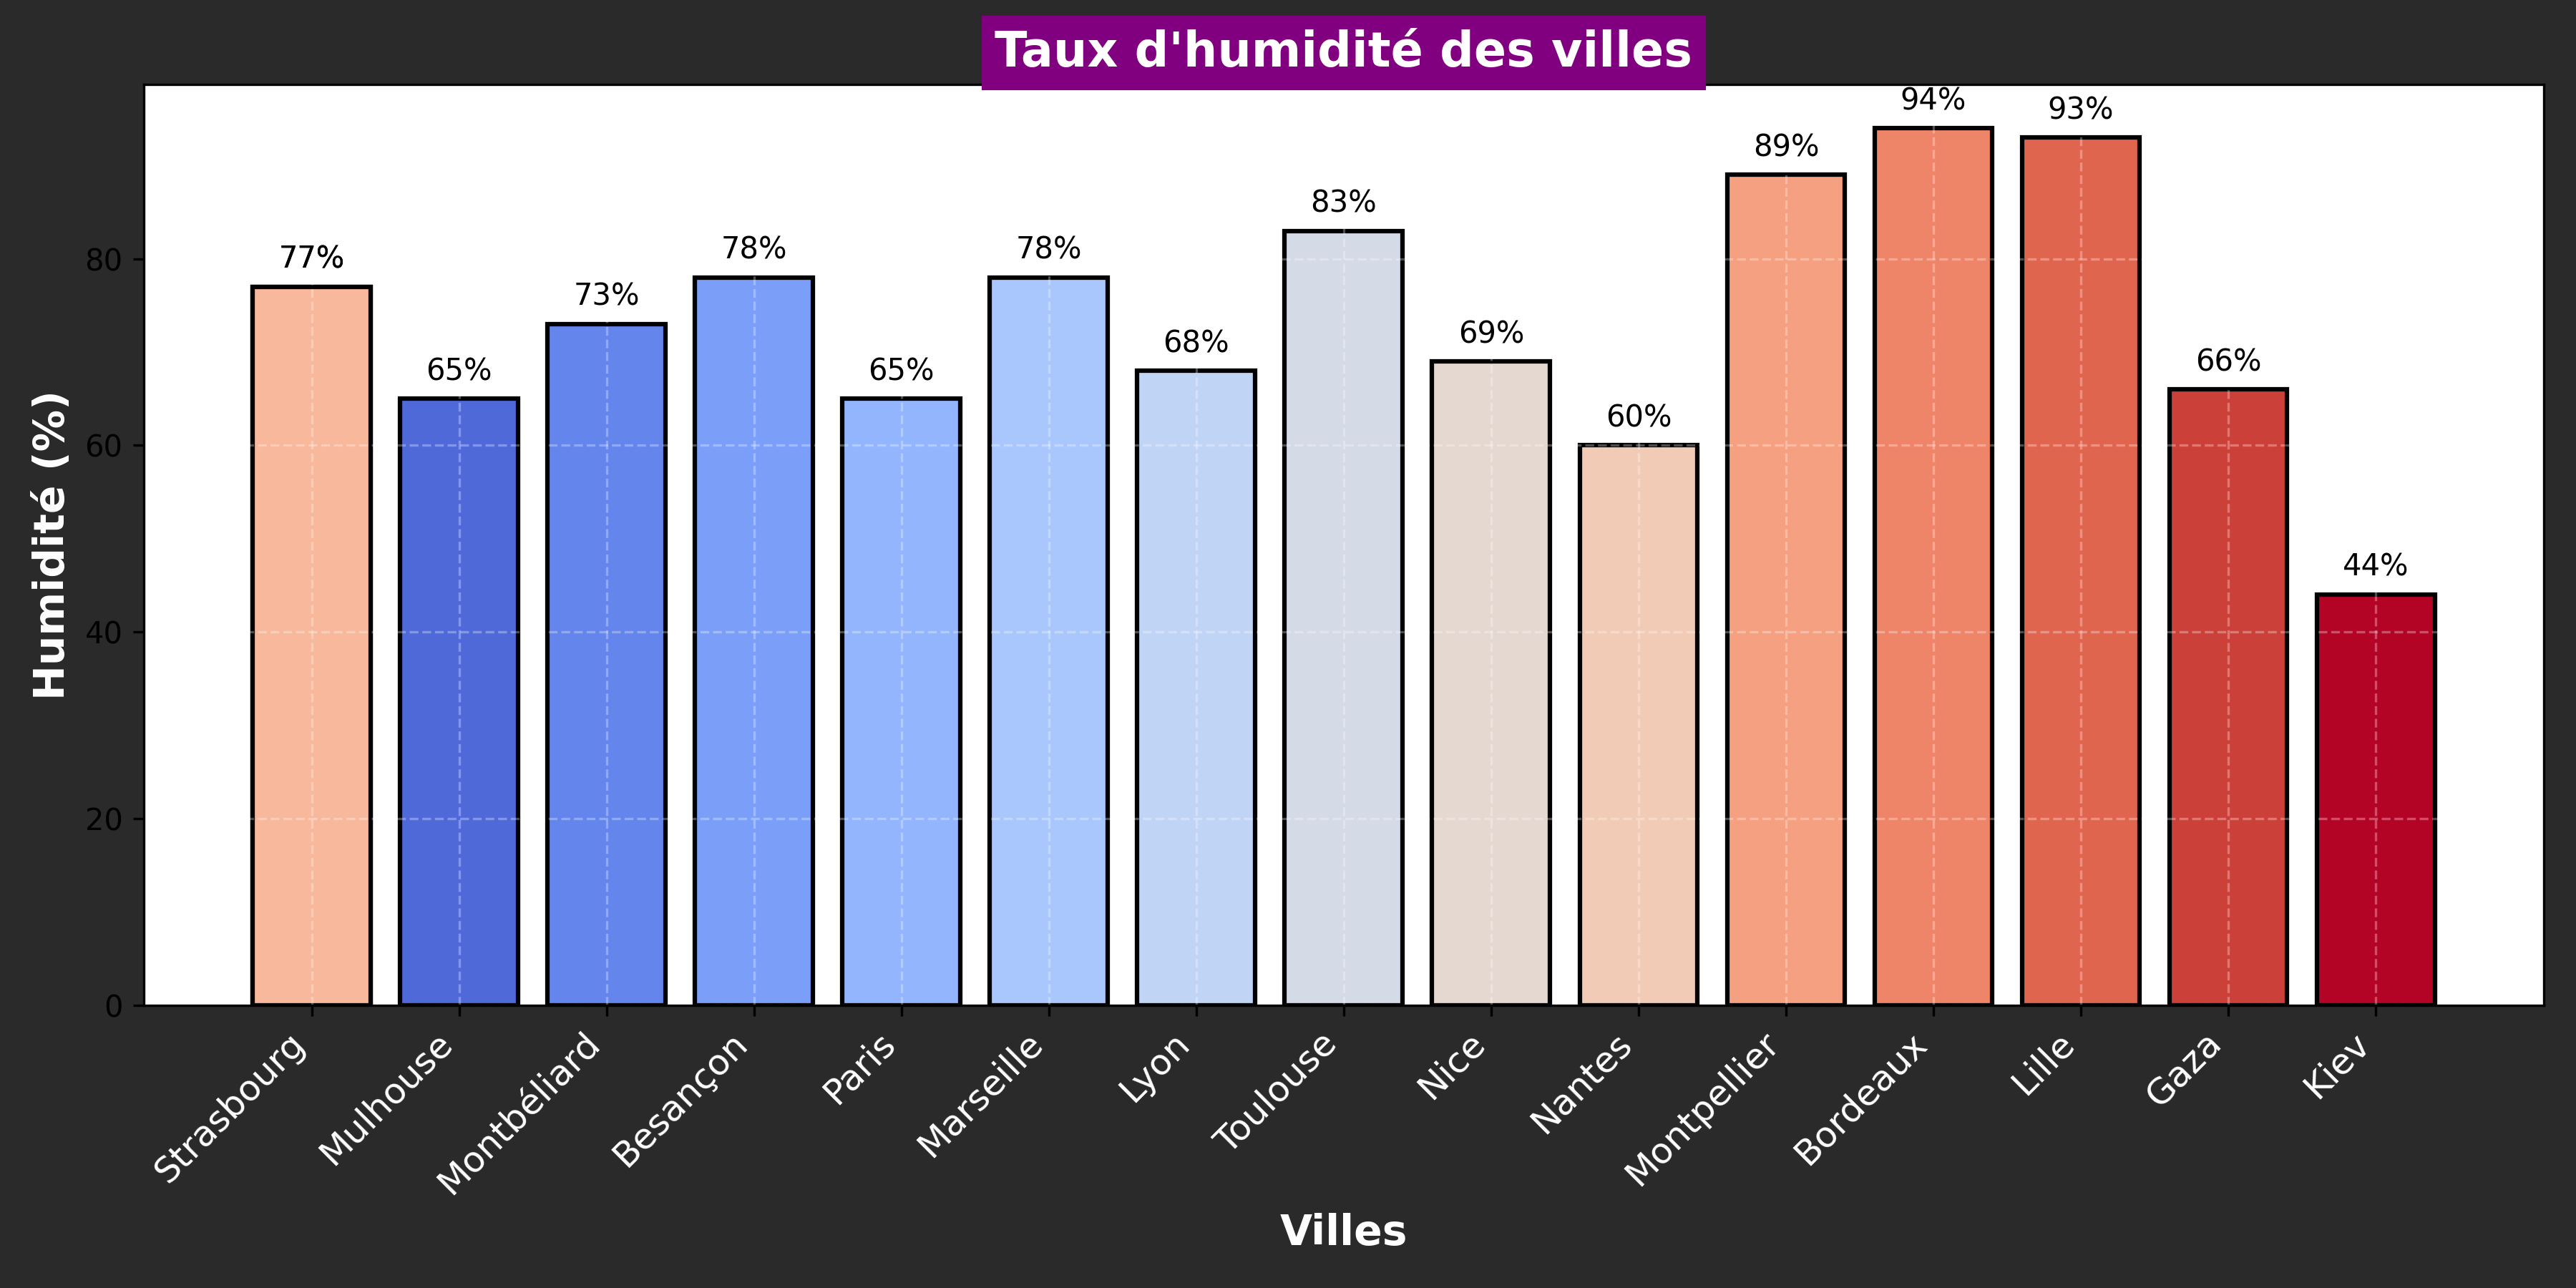 Taux d'humidité des villes
Humidité (%)
80
60
40
20
0
77%
65%
73%
78%
65%
78%
68%
83%
69%
60%
89%
94%
93%
66%
44%
Strasbourg
Mulhouse
Montbéliard
Besançon
Paris
Marseille
Lyon
Toulouse
Nice
Nantes
Montpellier
Bordeaux
Lille
Gaza
Kiev
Villes